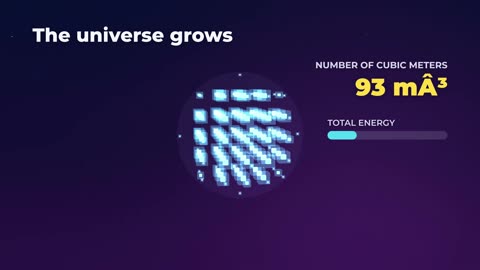 The universe grows
NUMBER OF CUBIC METERS
93 mÂ³
TOTAL ENERGY